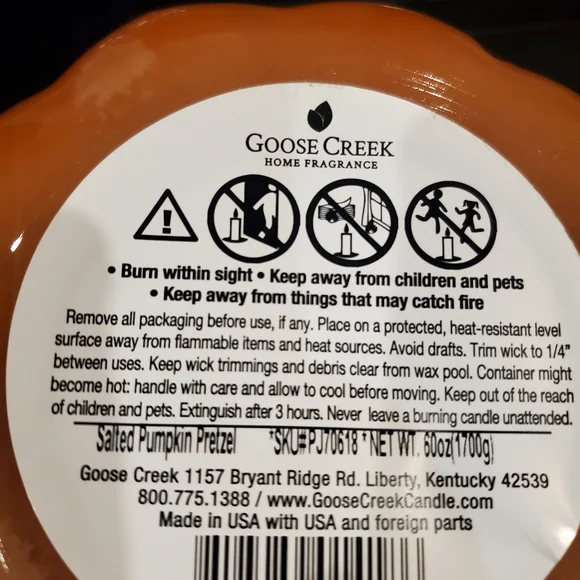 GOOSE CREEK
HOME FRAGRANCE
• Burn within sight • Keep away from children and pets
• Keep away from things that may catch fire
Remove all packaging before use, if any. Place on a protected, heat-resistant level
surface away from flammable items and heat sources. Avoid drafts. Trim wick to 1/4"
between uses. Keep wick trimmings and debris clear from wax pool. Container might
become hot: handle with care and allow to cool before moving. Keep out of the reach
of children and pets. Extinguish after 3 hours. Never leave a burning candle unattended.
Salted Pumpkin Pretzel *SKU#PJ70618 * NET WT. 60oz(1700g)
Goose Creek 1157 Bryant Ridge Rd. Liberty, Kentucky 42539
800.775.1388 / www.GooseCreekCandle.com
Made in USA with USA and foreign parts